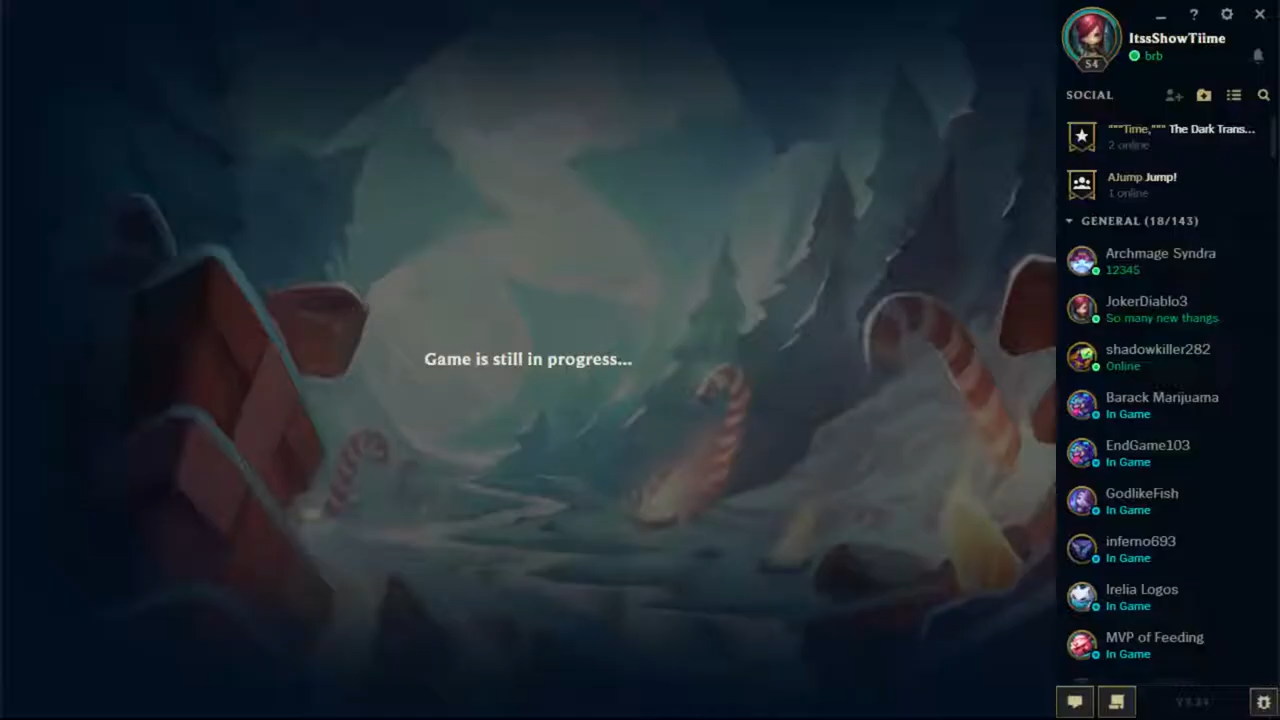 ItssShowTiime
54
brb
SOCIAL
"""Time,""" The Dark Trans...
2 online
AJump Jump!
1 online
GENERAL (18/143)
Archmage Syndra
12345
JokerDiablo3
So many new thangs
shadowkiller282
Online
Barack Marijuama
In Game
EndGame103
In Game
GodlikeFish
In Game
inferno693
In Game
Irelia Logos
In Game
MVP of Feeding
In Game
Game is still in progress...